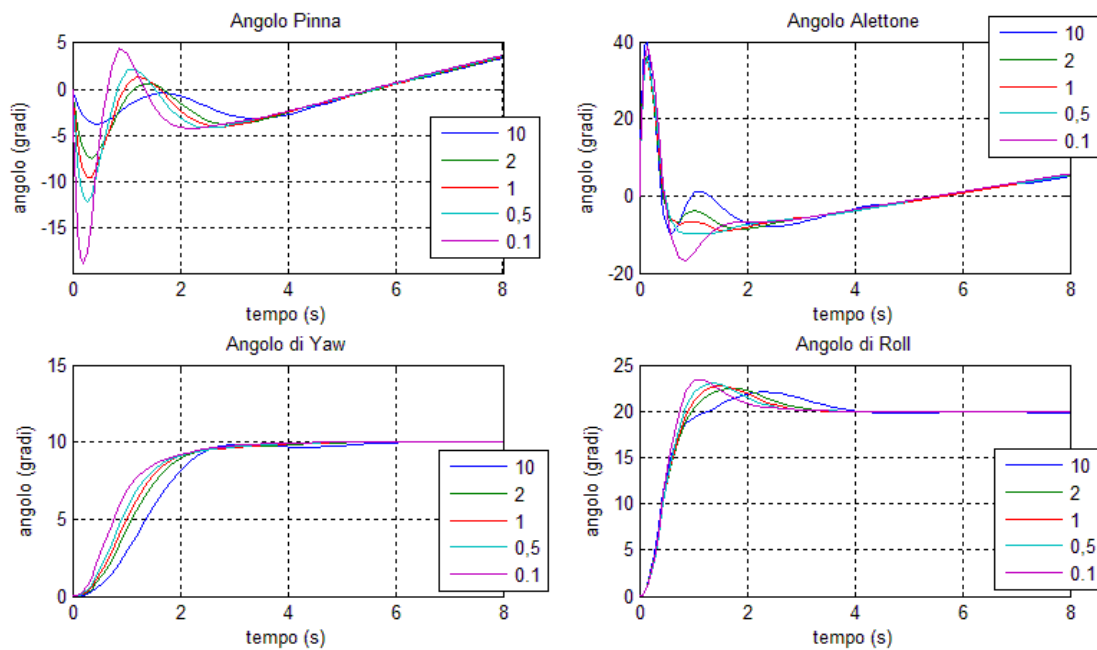 Angolo Pinna
5
0
-5
-10
-15
0 2 4 6 8
angolo (gradi)
tempo (s)
10
2
1
0,5
0.1
Angolo Alettone
40
20
0
-20
0 2 4 6 8
angolo (gradi)
tempo (s)
10
2
1
0,5
0.1
Angolo di Yaw
15
10
5
0
0 2 4 6 8
angolo (gradi)
tempo (s)
10
2
1
0,5
0.1
Angolo di Roll
25
20
15
10
5
0
0 2 4 6 8
angolo (gradi)
tempo (s)
10
2
1
0,5
0.1